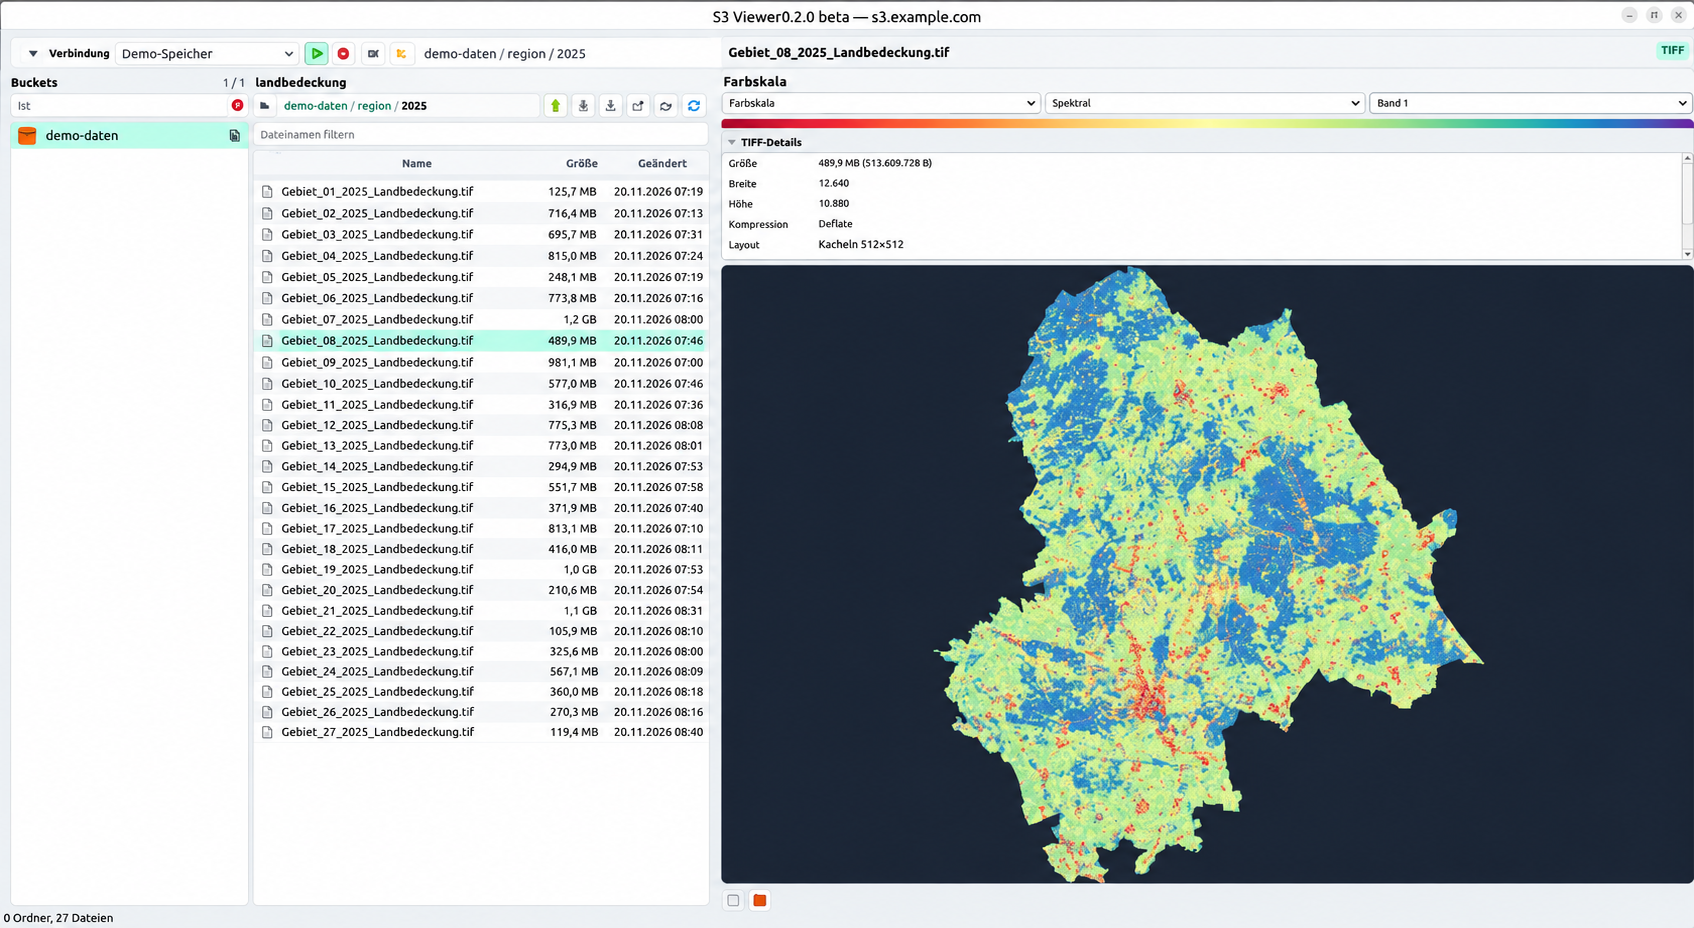 S3 Viewer0.2.0 beta — s3.example.com
Verbindung Demo-Speicher demo-daten / region / 2025
Buckets 1 / 1
Ist
demo-daten
landbedeckung
demo-daten / region / 2025
Dateinamen filtern
Name Größe Geändert
Gebiet_01_2025_Landbedeckung.tif 125,7 MB 20.11.2026 07:19
Gebiet_02_2025_Landbedeckung.tif 716,4 MB 20.11.2026 07:13
Gebiet_03_2025_Landbedeckung.tif 695,7 MB 20.11.2026 07:31
Gebiet_04_2025_Landbedeckung.tif 815,0 MB 20.11.2026 07:24
Gebiet_05_2025_Landbedeckung.tif 248,1 MB 20.11.2026 07:19
Gebiet_06_2025_Landbedeckung.tif 773,8 MB 20.11.2026 07:16
Gebiet_07_2025_Landbedeckung.tif 1,2 GB 20.11.2026 08:00
Gebiet_08_2025_Landbedeckung.tif 489,9 MB 20.11.2026 07:46
Gebiet_09_2025_Landbedeckung.tif 981,1 MB 20.11.2026 07:00
Gebiet_10_2025_Landbedeckung.tif 577,0 MB 20.11.2026 07:46
Gebiet_11_2025_Landbedeckung.tif 316,9 MB 20.11.2026 07:36
Gebiet_12_2025_Landbedeckung.tif 775,3 MB 20.11.2026 08:08
Gebiet_13_2025_Landbedeckung.tif 773,0 MB 20.11.2026 08:01
Gebiet_14_2025_Landbedeckung.tif 294,9 MB 20.11.2026 07:53
Gebiet_15_2025_Landbedeckung.tif 551,7 MB 20.11.2026 07:58
Gebiet_16_2025_Landbedeckung.tif 371,9 MB 20.11.2026 07:40
Gebiet_17_2025_Landbedeckung.tif 813,1 MB 20.11.2026 07:10
Gebiet_18_2025_Landbedeckung.tif 416,0 MB 20.11.2026 08:11
Gebiet_19_2025_Landbedeckung.tif 1,0 GB 20.11.2026 07:53
Gebiet_20_2025_Landbedeckung.tif 210,6 MB 20.11.2026 07:54
Gebiet_21_2025_Landbedeckung.tif 1,1 GB 20.11.2026 08:31
Gebiet_22_2025_Landbedeckung.tif 105,9 MB 20.11.2026 08:10
Gebiet_23_2025_Landbedeckung.tif 325,6 MB 20.11.2026 08:00
Gebiet_24_2025_Landbedeckung.tif 567,1 MB 20.11.2026 08:09
Gebiet_25_2025_Landbedeckung.tif 360,0 MB 20.11.2026 08:18
Gebiet_26_2025_Landbedeckung.tif 270,3 MB 20.11.2026 08:16
Gebiet_27_2025_Landbedeckung.tif 119,4 MB 20.11.2026 08:40
Gebiet_08_2025_Landbedeckung.tif TIFF
Farbskala
Farbskala Spektral Band 1
TIFF-Details
Größe 489,9 MB (513.609.728 B)
Breite 12.640
Höhe 10.880
Kompression Deflate
Layout Kacheln 512×512
0 Ordner, 27 Dateien